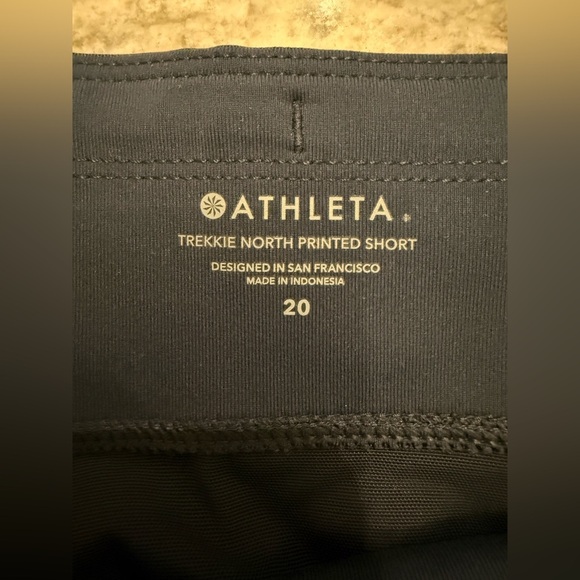 ATHLETA
TREKKIE NORTH PRINTED SHORT
DESIGNED IN SAN FRANCISCO
MADE IN INDONESIA
20